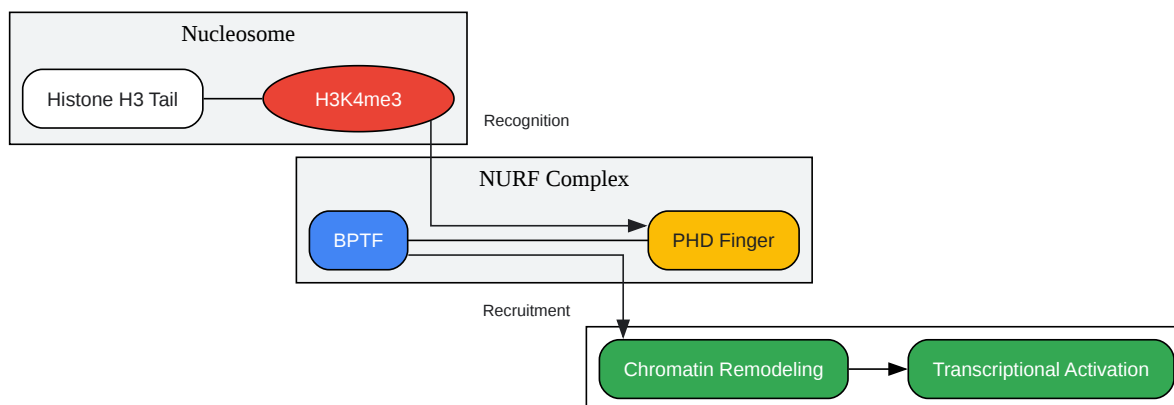 Nucleosome
Histone H3 Tail
H3K4me3
Recognition
NURF Complex
BPTF
PHD Finger
Recruitment
Chromatin Remodeling
Transcriptional Activation